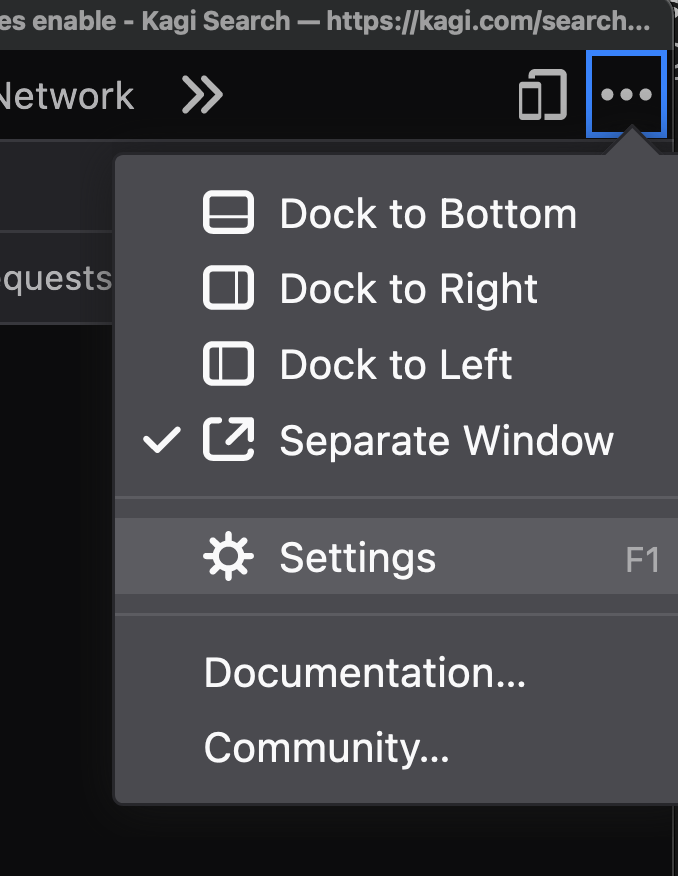 es enable - Kagi Search — https://kagi.com/search...
Network
Dock to Bottom
equests
Dock to Right
Dock to Left
Separate Window
Settings F1
Documentation...
Community...